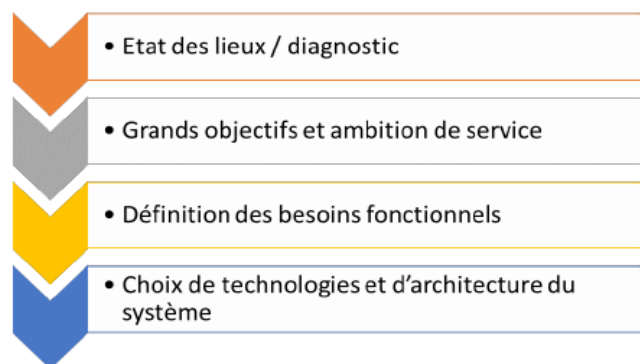 • Etat des lieux / diagnostic
• Grands objectifs et ambition de service
• Définition des besoins fonctionnels
• Choix de technologies et d’architecture du
système